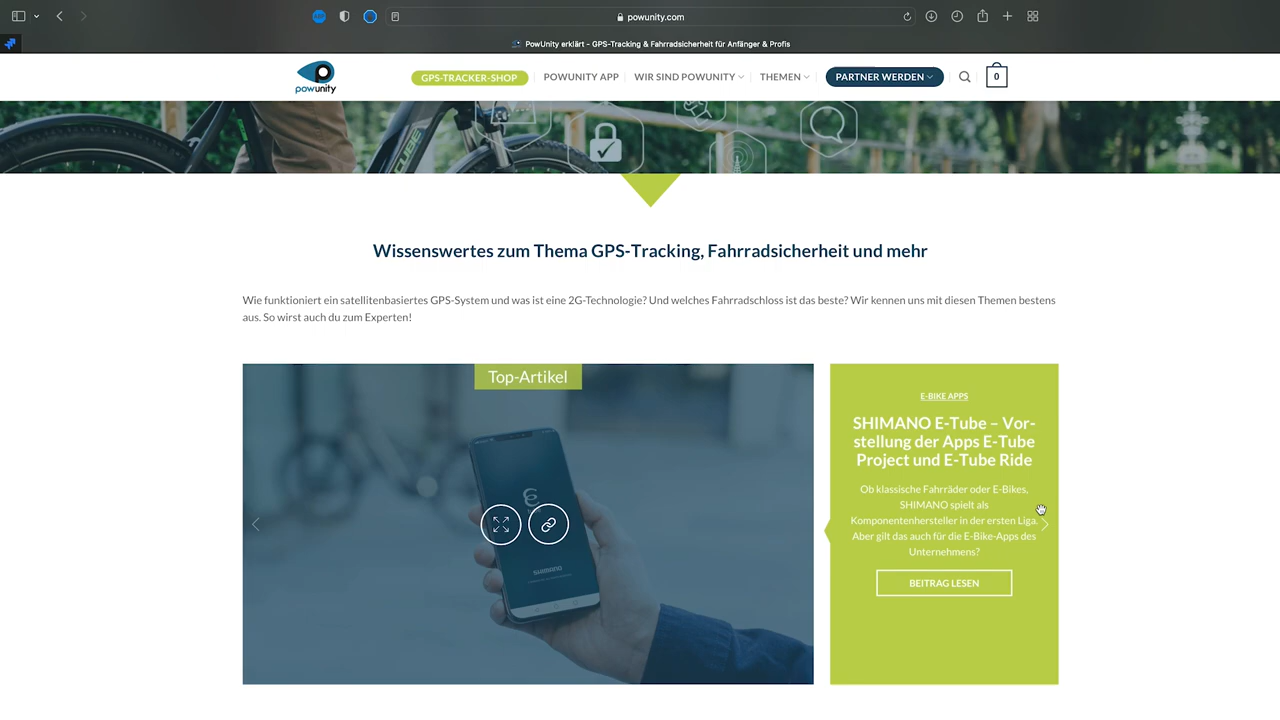 powunity.com
PowUnity erklärt – GPS-Tracking & Fahrradsicherheit für Anfänger & Profis
powunity
GPS-TRACKER-SHOP
POWUNITY APP
WIR SIND POWUNITY
THEMEN
PARTNER WERDEN
0
CUBE
Wissenswertes zum Thema GPS-Tracking, Fahrradsicherheit und mehr
Wie funktioniert ein satellitenbasiertes GPS-System und was ist eine 2G-Technologie? Und welches Fahrradschloss ist das beste? Wir kennen uns mit diesen Themen bestens
aus. So wirst auch du zum Experten!
Top-Artikel
SHIMANO
E-BIKE APPS
SHIMANO E-Tube – Vor-
stellung der Apps E-Tube
Project und E-Tube Ride
Ob klassische Fahrräder oder E-Bikes,
SHIMANO spielt als
Komponentenhersteller in der ersten Liga.
Aber gilt das auch für die E-Bike-Apps des
Unternehmens?
BEITRAG LESEN